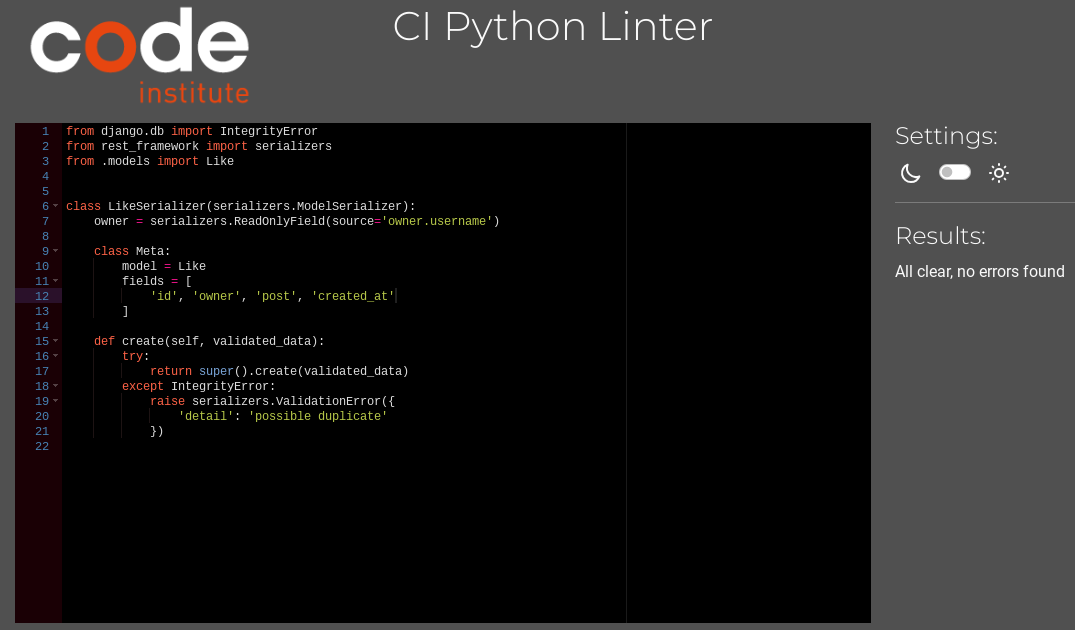 code
institute
CI Python Linter
1 from django.db import IntegrityError
2 from rest_framework import serializers
3 from .models import Like
4
5
6 class LikeSerializer(serializers.ModelSerializer):
7     owner = serializers.ReadOnlyField(source='owner.username')
8
9     class Meta:
10         model = Like
11         fields = [
12             'id', 'owner', 'post', 'created_at'
13         ]
14
15     def create(self, validated_data):
16         try:
17             return super().create(validated_data)
18         except IntegrityError:
19             raise serializers.ValidationError({
20                 'detail': 'possible duplicate'
21             })
22
Settings:
Results:
All clear, no errors found